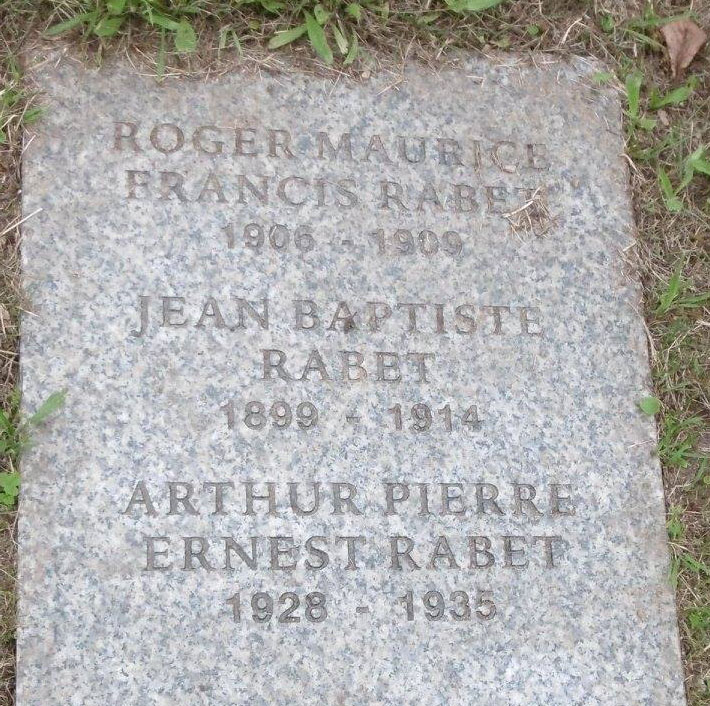 ROGER MAURICE
FRANCIS RABET
1906 - 1909
JEAN BAPTISTE
RABET
1899 - 1914
ARTHUR PIERRE
ERNEST RABET
1928 - 1935